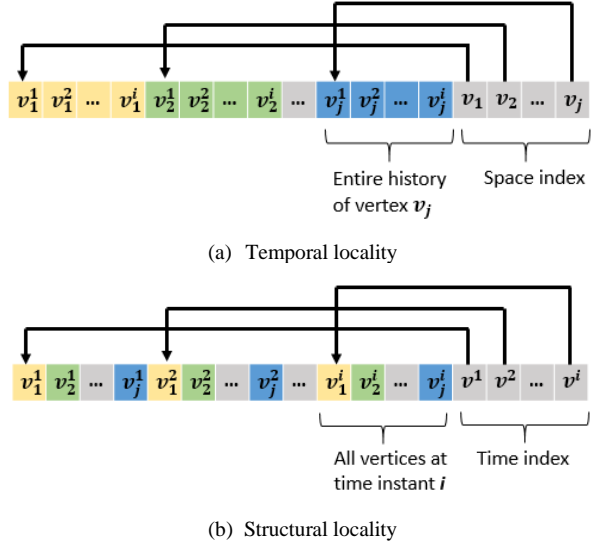 v₁¹ v₁² ... v₁ⁱ v₂¹ v₂² ... v₂ⁱ ... vⱼ¹ vⱼ² ... vⱼⁱ v₁ v₂ ... vⱼ
Entire history of vertex vⱼ
Space index
(a) Temporal locality
v₁¹ v₂¹ ... vⱼ¹ v₁² v₂² ... vⱼ² ... v₁ⁱ v₂ⁱ ... vⱼⁱ v¹ v² ... vⁱ
All vertices at time instant i
Time index
(b) Structural locality